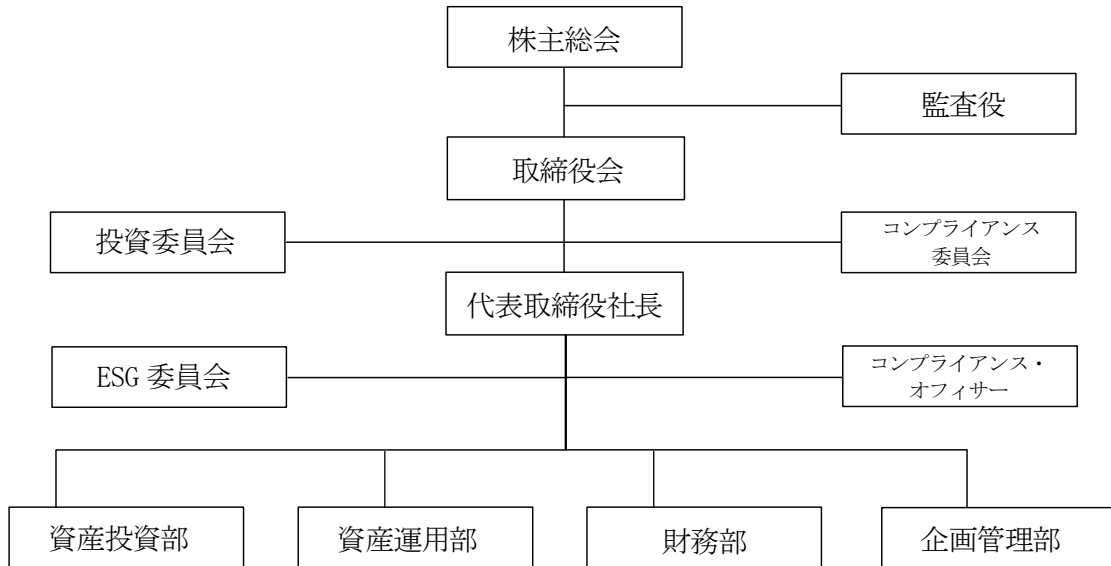 株主総会
監査役
取締役会
投資委員会
コンプライアンス
委員会
代表取締役社長
ESG 委員会
コンプライアンス・
オフィサー
資産投資部
資産運用部
財務部
企画管理部